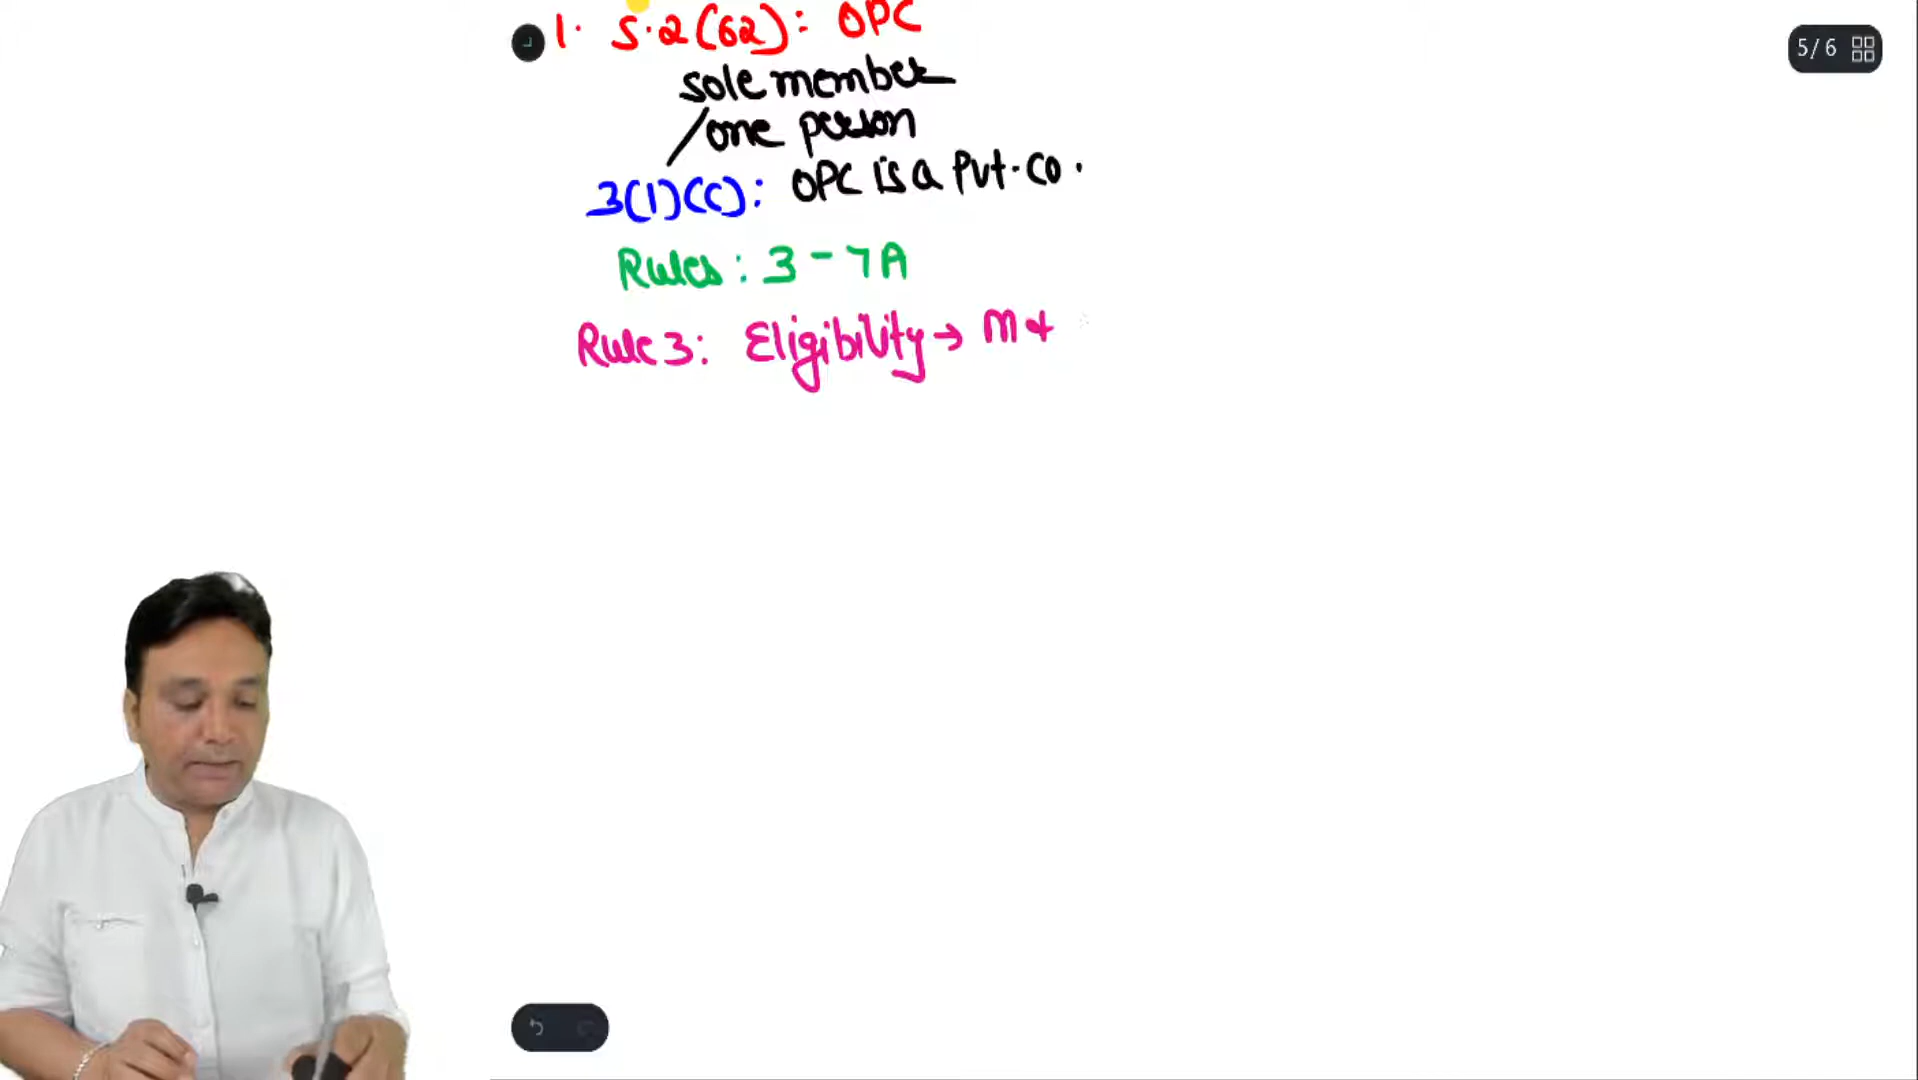 1. S.2(62): OPC
5/6
sole member
/one person
3(1)(C): OPC is a Pvt. Co.
Rules: 3-7A
Rule 3: Eligibility → M +